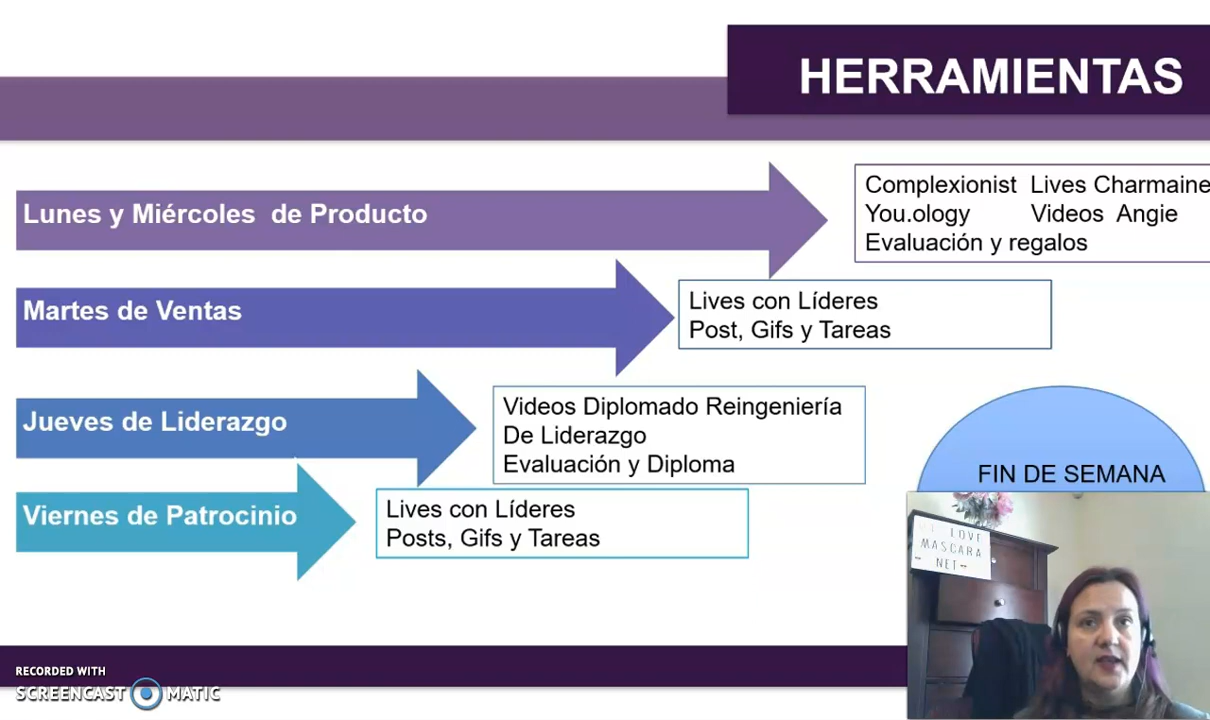 HERRAMIENTAS
Lunes y Miércoles de Producto
Complexionist Lives Charmaine
You.ology Videos Angie
Evaluación y regalos
Martes de Ventas
Lives con Líderes
Post, Gifs y Tareas
Jueves de Liderazgo
Videos Diplomado Reingeniería
De Liderazgo
Evaluación y Diploma
FIN DE SEMANA
Viernes de Patrocinio
Lives con Líderes
Posts, Gifs y Tareas
LOVE
MASCARA
NET
RECORDED WITH
SCREENCAST MATIC